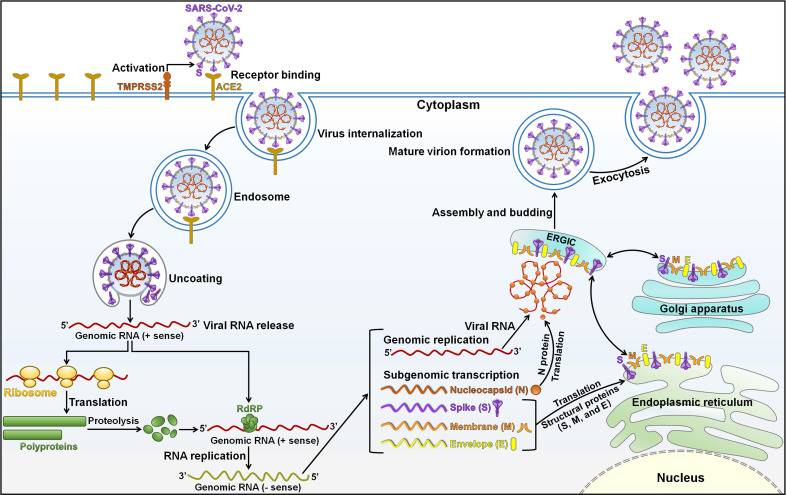 SARS-CoV-2
S
Activation
Receptor binding
TMPRSS2
ACE2
Cytoplasm
Virus internalization
Endosome
Uncoating
5'
3'
Viral RNA release
Genomic RNA (+ sense)
Ribosome
Translation
Proteolysis
Polyproteins
RdRP
5'
3'
Genomic RNA (+ sense)
RNA replication
3'
5'
Genomic RNA (- sense)
Mature virion formation
Exocytosis
Assembly and budding
ERGIC
S
M
E
Golgi apparatus
Viral RNA
Genomic replication
5'
3'
N protein
Translation
Subgenomic transcription
Nucleocapsid (N)
Spike (S)
Membrane (M)
Envelope (E)
Translation
Structural proteins
(S, M, and E)
S
M
E
Endoplasmic reticulum
Nucleus